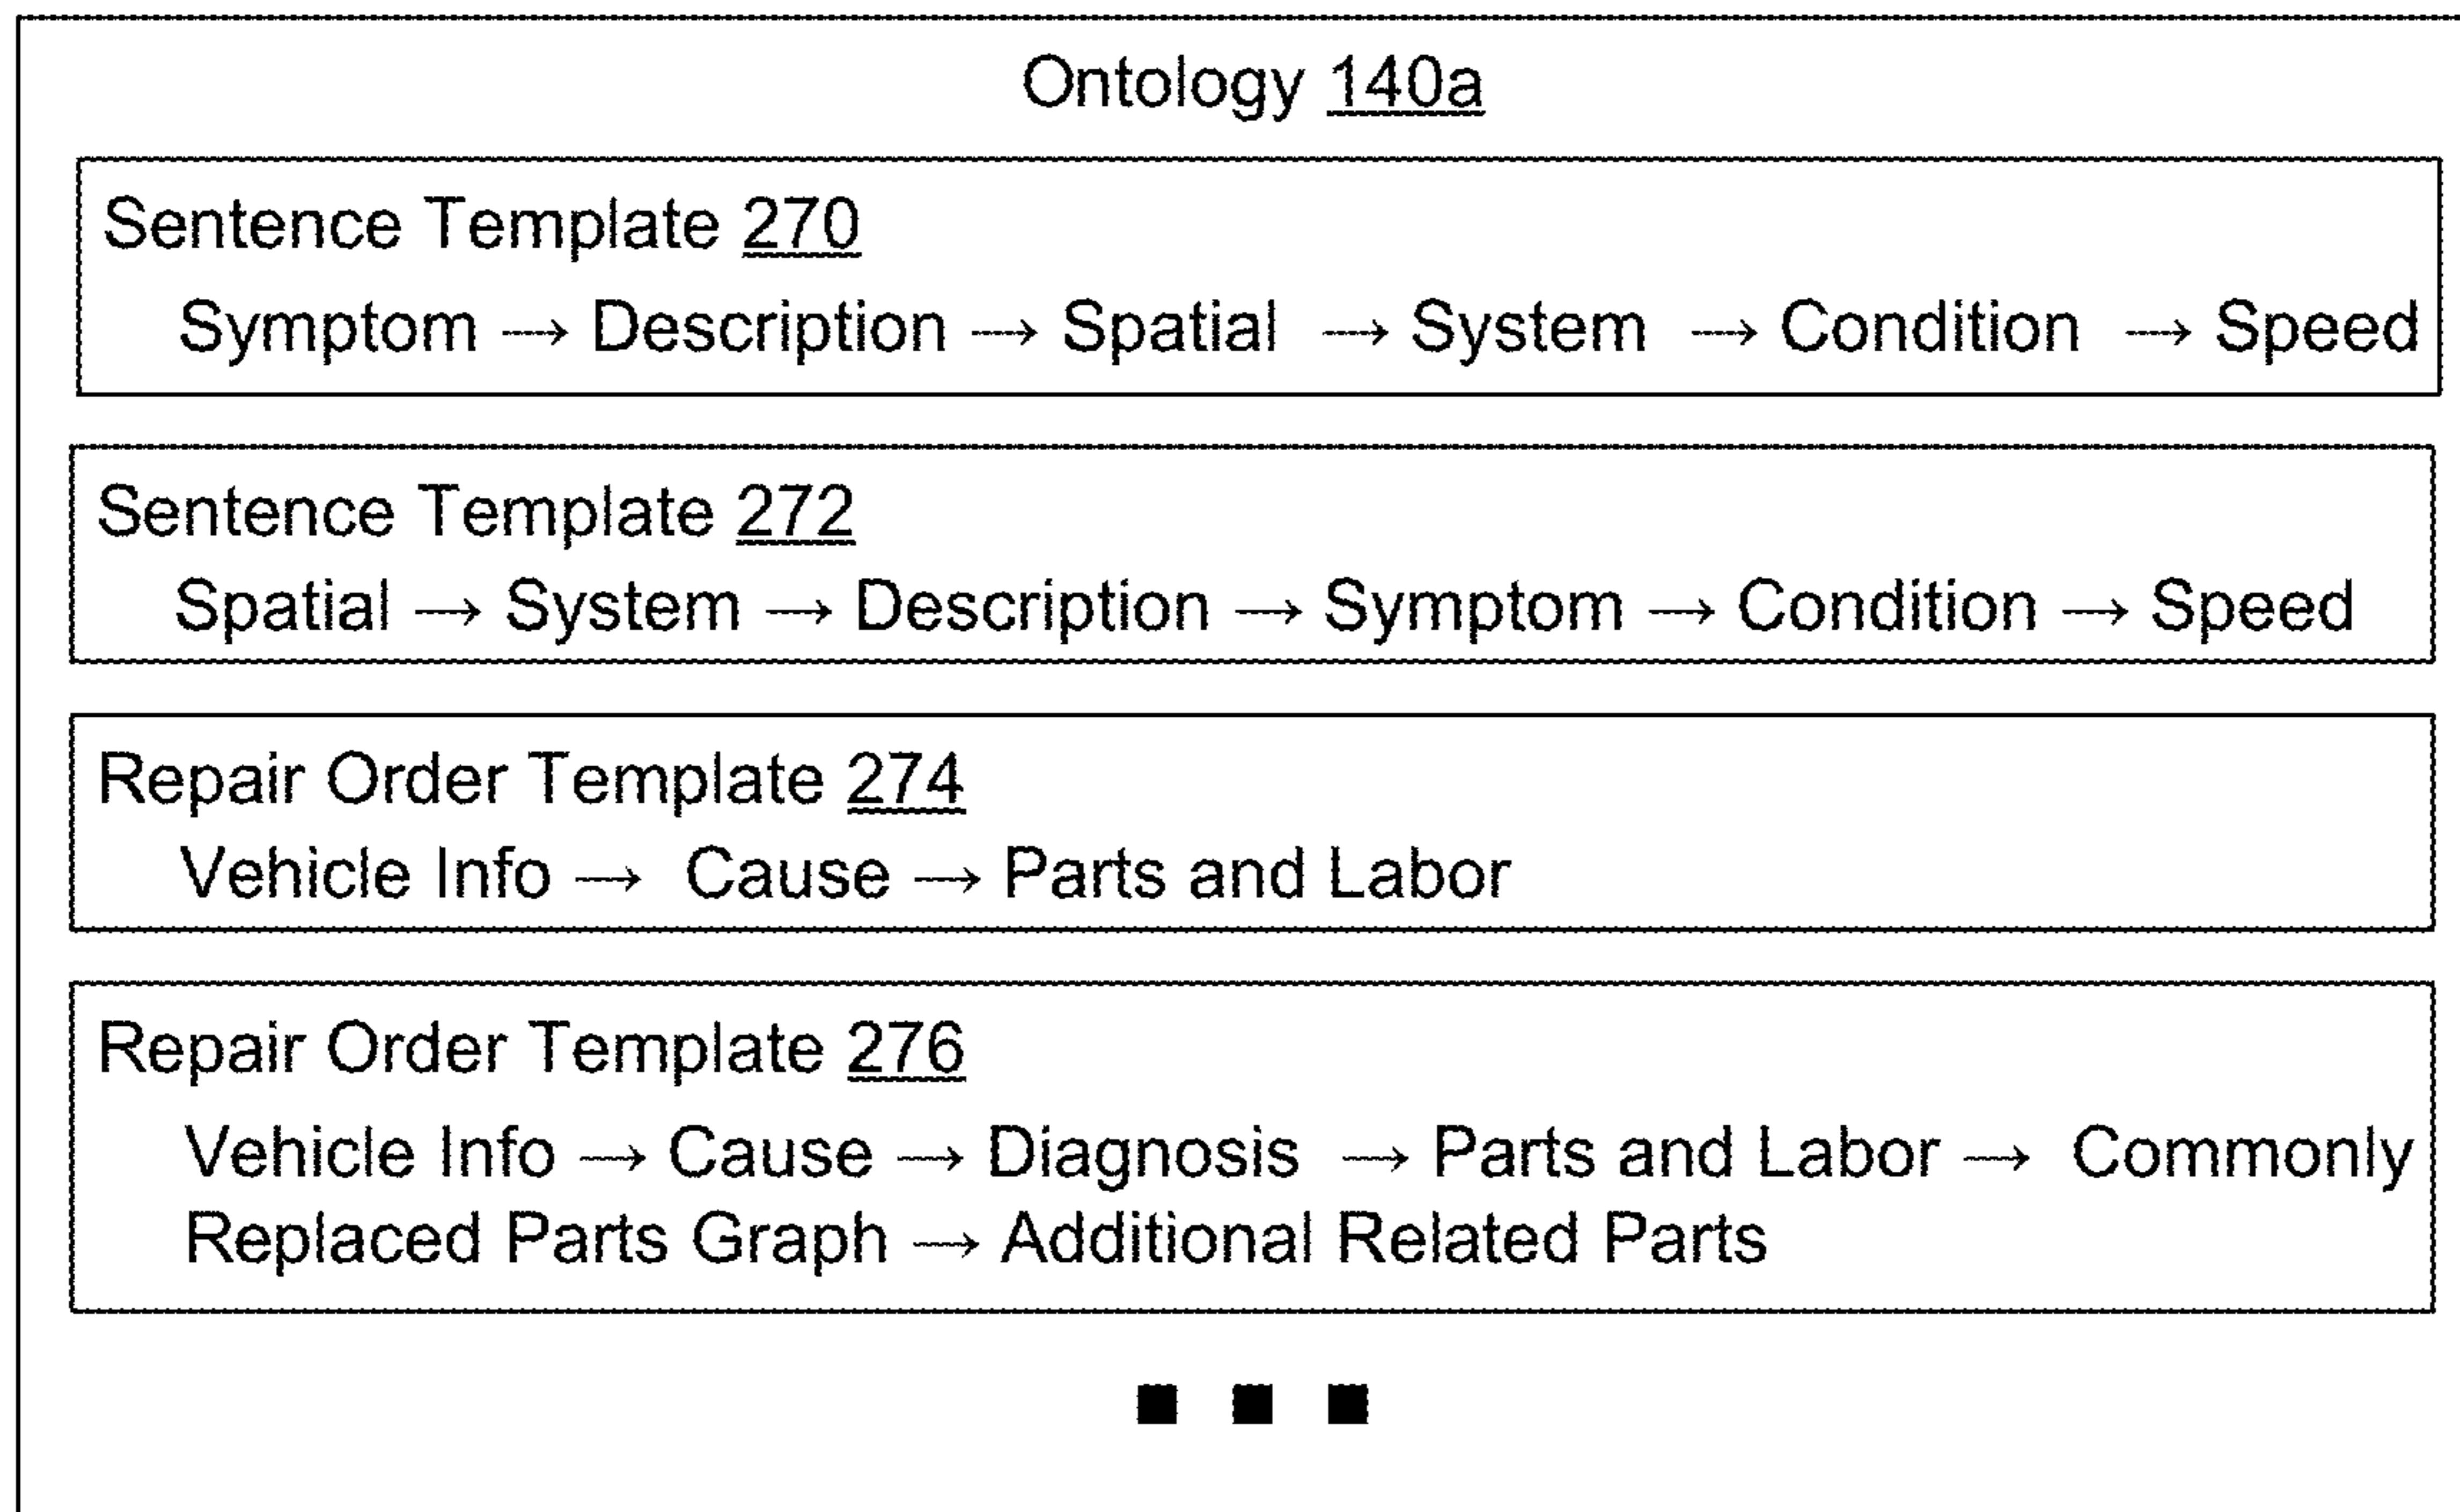 Ontology 140a
Sentence Template 270
Symptom → Description → Spatial → System → Condition → Speed
Sentence Template 272
Spatial → System → Description → Symptom → Condition → Speed
Repair Order Template 274
Vehicle Info → Cause → Parts and Labor
Repair Order Template 276
Vehicle Info → Cause → Diagnosis → Parts and Labor → Commonly
Replaced Parts Graph → Additional Related Parts